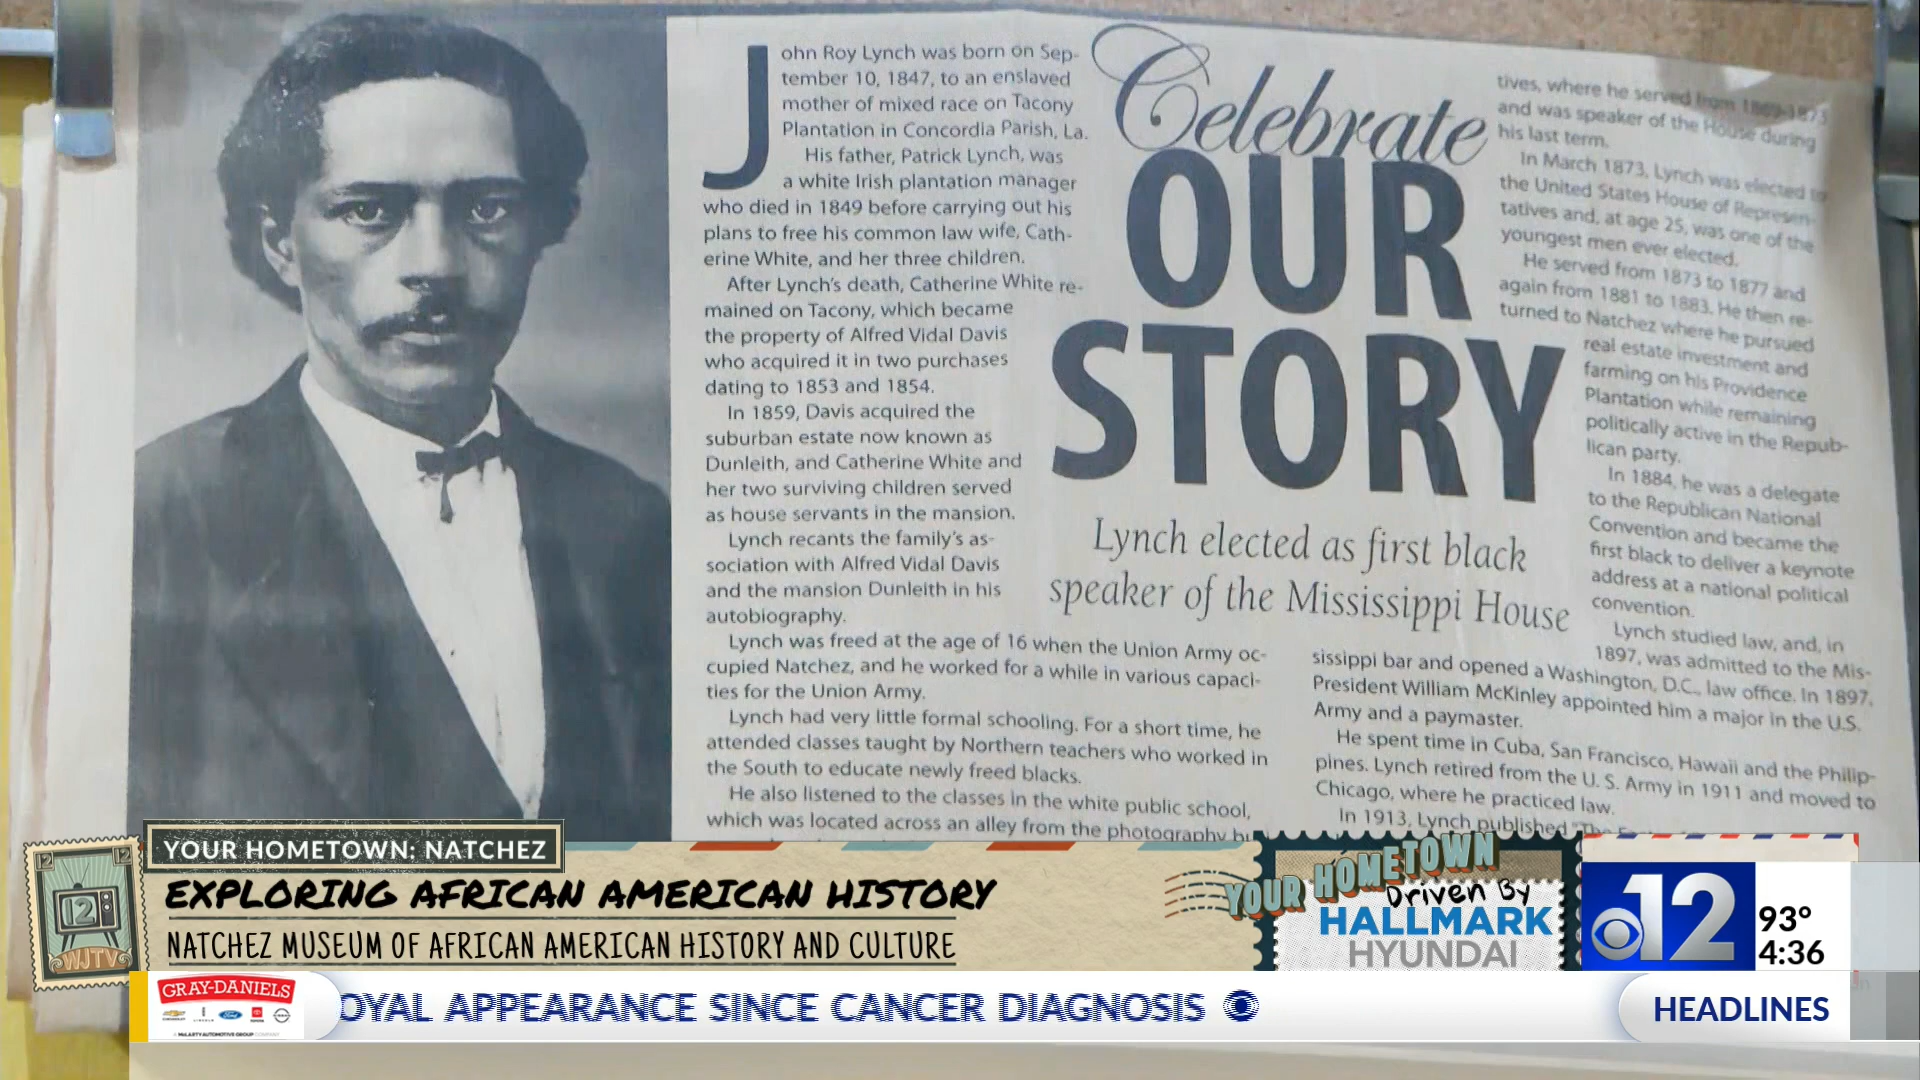 John Roy Lynch was born on Sep-
tember 10, 1847, to an enslaved
mother of mixed race on Tacony
Plantation in Concordia Parish, La.
His father, Patrick Lynch, was
a white Irish plantation manager
who died in 1849 before carrying out his
plans to free his common law wife, Cath-
erine White, and her three children.
After Lynch's death, Catherine White re-
mained on Tacony, which became
the property of Alfred Vidal Davis
who acquired it in two purchases
dating to 1853 and 1854.
In 1859, Davis acquired the
suburban estate now known as
Dunleith, and Catherine White and
her two surviving children served
as house servants in the mansion.
Lynch recants the family's as-
sociation with Alfred Vidal Davis
and the mansion Dunleith in his
autobiography.
Lynch was freed at the age of 16 when the Union Army oc-
cupied Natchez, and he worked for a while in various capaci-
ties for the Union Army.
Lynch had very little formal schooling. For a short time, he
attended classes taught by Northern teachers who worked in
the South to educate newly freed blacks.
He also listened to the classes in the white public school,
which was located across an alley from the photography
Celebrate
OUR
STORY
Lynch elected as first black
speaker of the Mississippi House
tives, where he served from 1869-1873
and was speaker of the House during
his last term.
In March 1873, Lynch was elected to
the United States House of Represen-
tatives and, at age 25, was one of the
youngest men ever elected.
He served from 1873 to 1877 and
again from 1881 to 1883. He then re-
turned to Natchez where he pursued
real estate investment and
farming on his Providence
Plantation while remaining
politically active in the Repub-
lican party.
In 1884, he was a delegate
to the Republican National
Convention and became the
first black to deliver a keynote
address at a national political
convention.
Lynch studied law, and, in
1897, was admitted to the Mis-
sissippi bar and opened a Washington, D.C., law office. In 1897,
President William McKinley appointed him a major in the U.S.
Army and a paymaster.
He spent time in Cuba, San Francisco, Hawaii and the Philip-
pines. Lynch retired from the U. S. Army in 1911 and moved to
Chicago, where he practiced law.
In 1913, Lynch published "The
YOUR HOMETOWN: NATCHEZ
EXPLORING AFRICAN AMERICAN HISTORY
NATCHEZ MUSEUM OF AFRICAN AMERICAN HISTORY AND CULTURE
12 12
12
WJTV
YOUR HOMETOWN
Driven By
HALLMARK
HYUNDAI
12
93°
4:36
GRAY-DANIELS
OYAL APPEARANCE SINCE CANCER DIAGNOSIS
HEADLINES